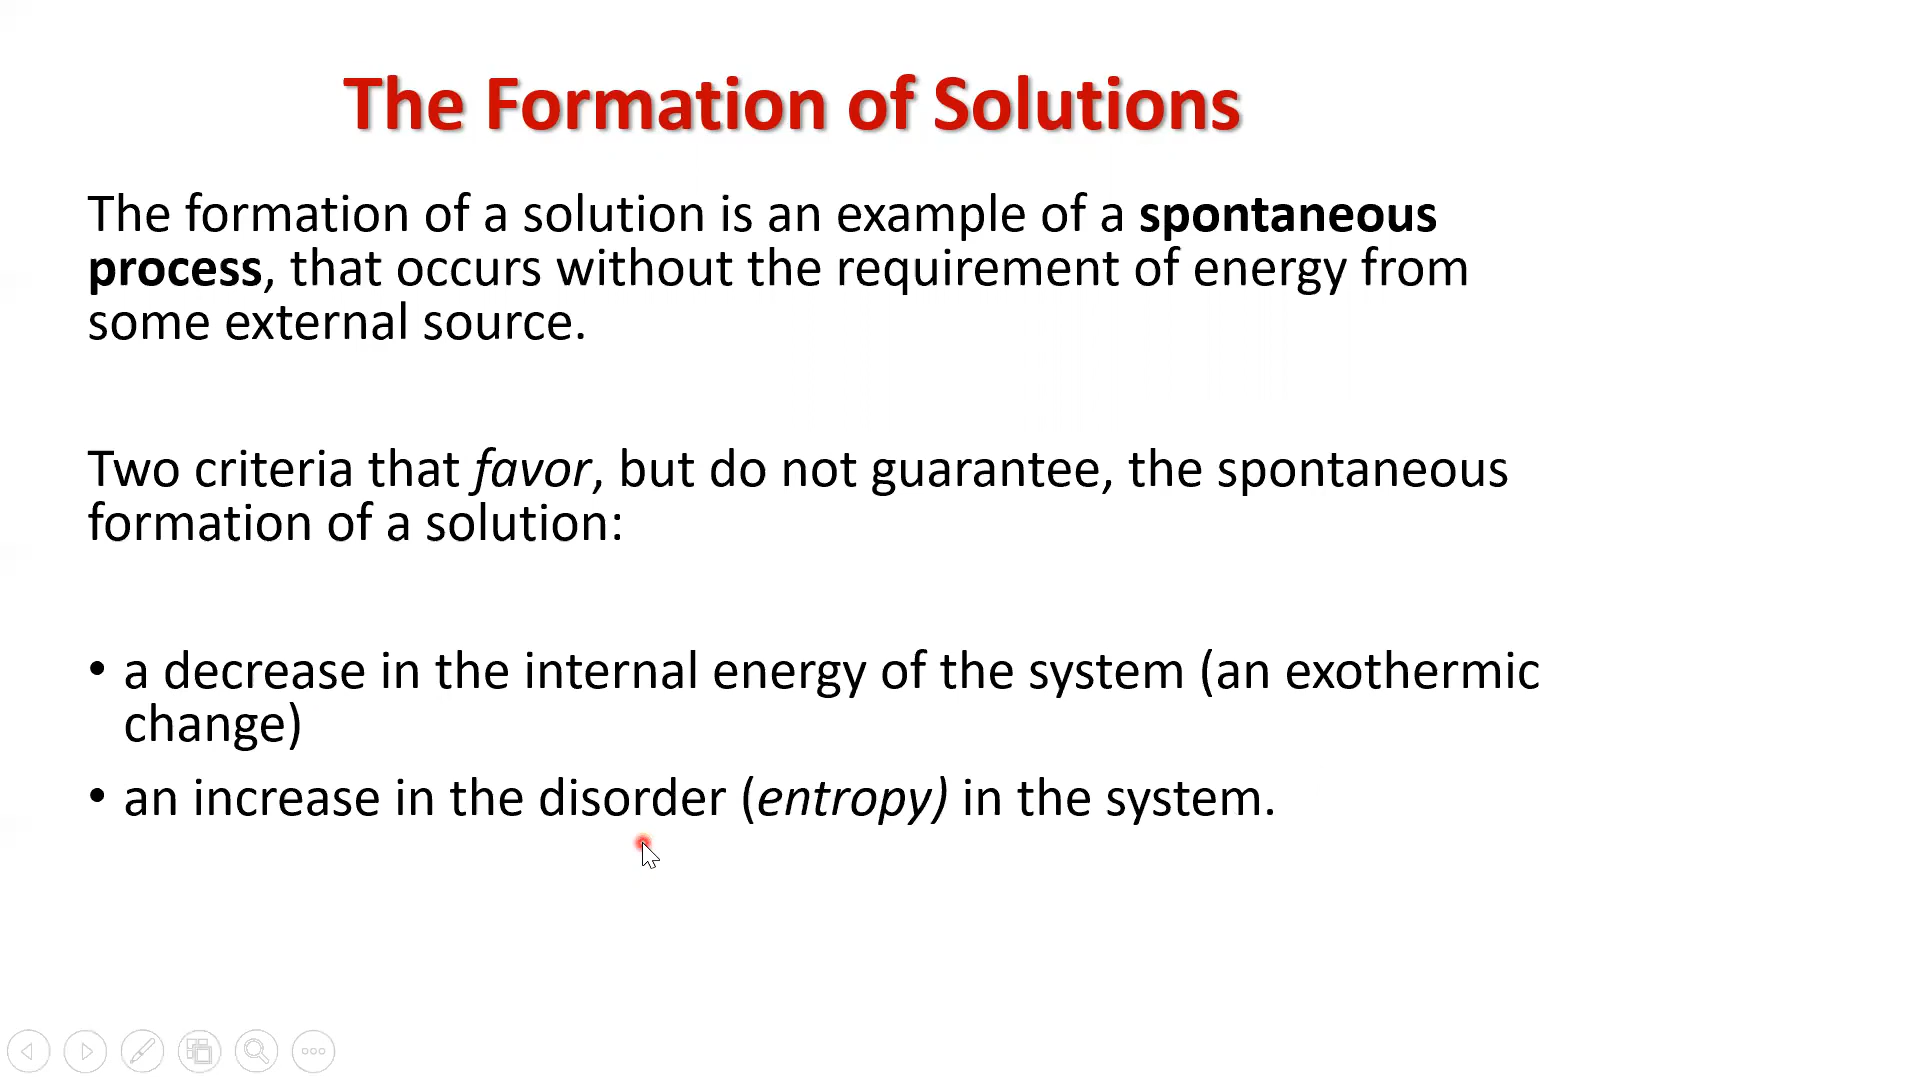 The Formation of Solutions
The formation of a solution is an example of a spontaneous
process, that occurs without the requirement of energy from
some external source.
Two criteria that favor, but do not guarantee, the spontaneous
formation of a solution:
• a decrease in the internal energy of the system (an exothermic
change)
• an increase in the disorder (entropy) in the system.